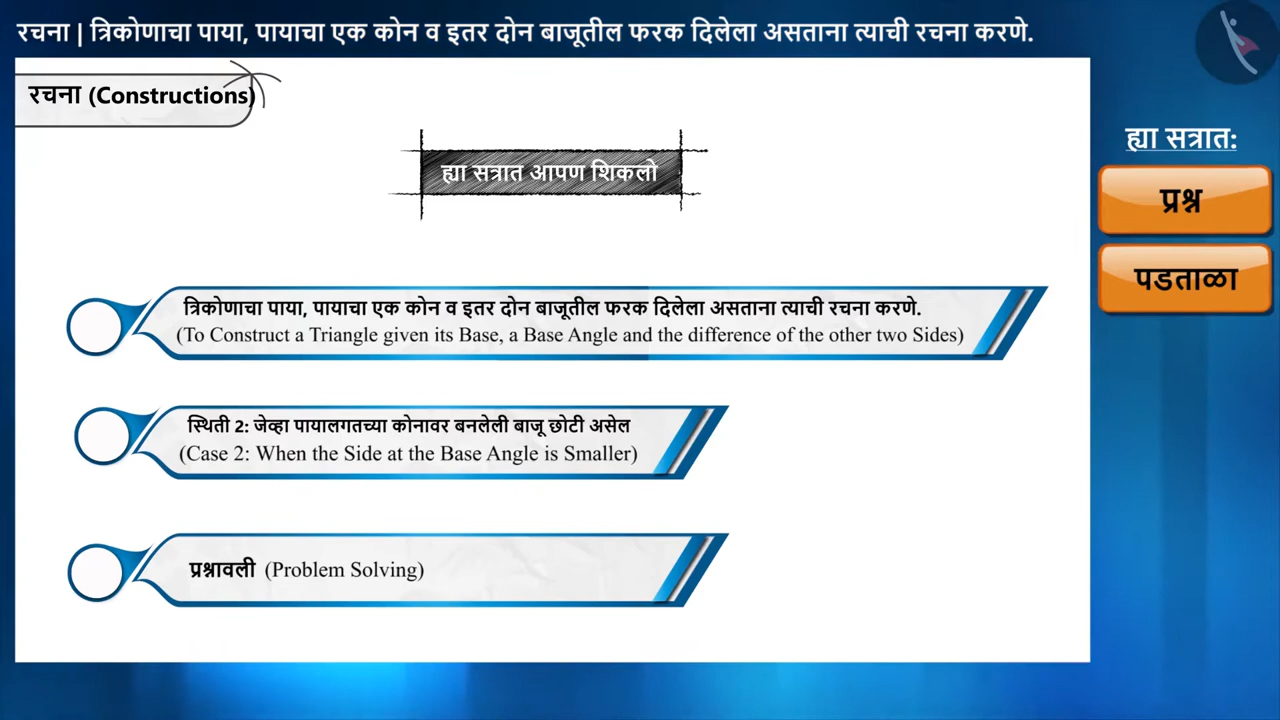 रचना | त्रिकोणाचा पाया, पायाचा एक कोन व इतर दोन बाजूतील फरक दिलेला असताना त्याची रचना करणे.
रचना (Constructions)
ह्या सत्रात आपण शिकलो
त्रिकोणाचा पाया, पायाचा एक कोन व इतर दोन बाजूतील फरक दिलेला असताना त्याची रचना करणे.
(To Construct a Triangle given its Base, a Base Angle and the difference of the other two Sides)
स्थिती 2: जेव्हा पायालगतच्या कोनावर बनलेली बाजू छोटी असेल
(Case 2: When the Side at the Base Angle is Smaller)
प्रश्नावली (Problem Solving)
ह्या सत्रात:
प्रश्न
पडताळा